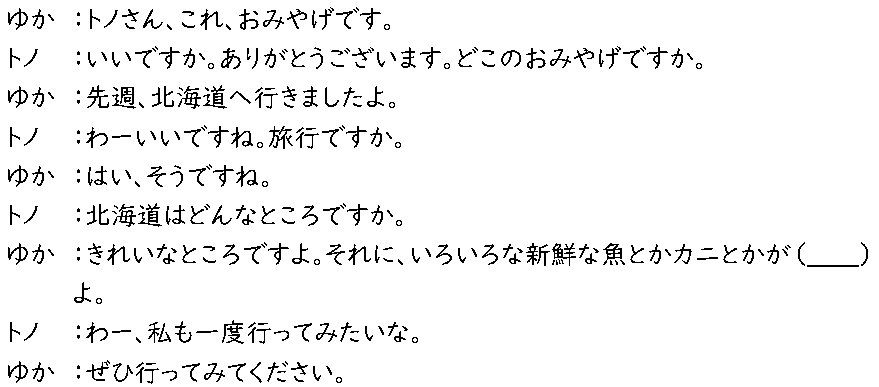 ゆか ：トノさん、これ、おみやげです。
トノ ：いいですか。ありがとうございます。どこのおみやげですか。
ゆか ：先週、北海道へ行きましたよ。
トノ ：わーいいですね。旅行ですか。
ゆか ：はい、そうですね。
トノ ：北海道はどんなところですか。
ゆか ：きれいなところですよ。それに、いろいろな新鮮な魚とかカニとかが（____）
よ。
トノ ：わー、私も一度行ってみたいな。
ゆか ：ぜひ行ってみてください。